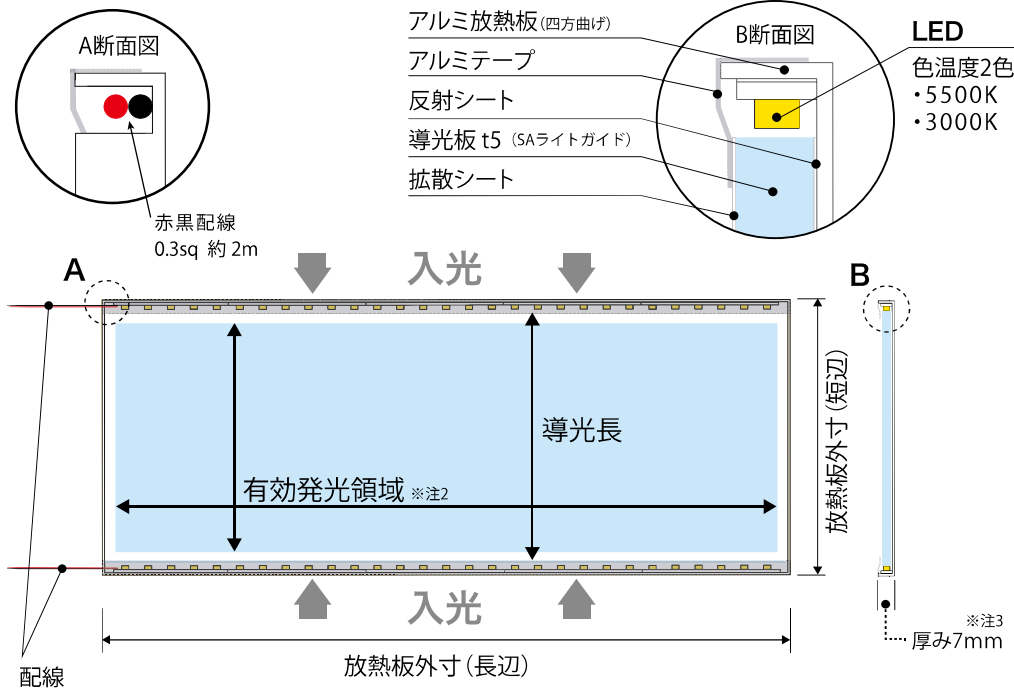 A断面図
赤黒配線
0.3sq 約2m
アルミ放熱板(四方曲げ)
アルミテープ
反射シート
導光板 t5(SAライトガイド)
拡散シート
B断面図
LED
色温度2色
・5500K
・3000K
A
入光
B
導光長
有効発光領域 ※注2
放熱板外寸(短辺)
入光
放熱板外寸(長辺)
配線
※注3
厚み7mm